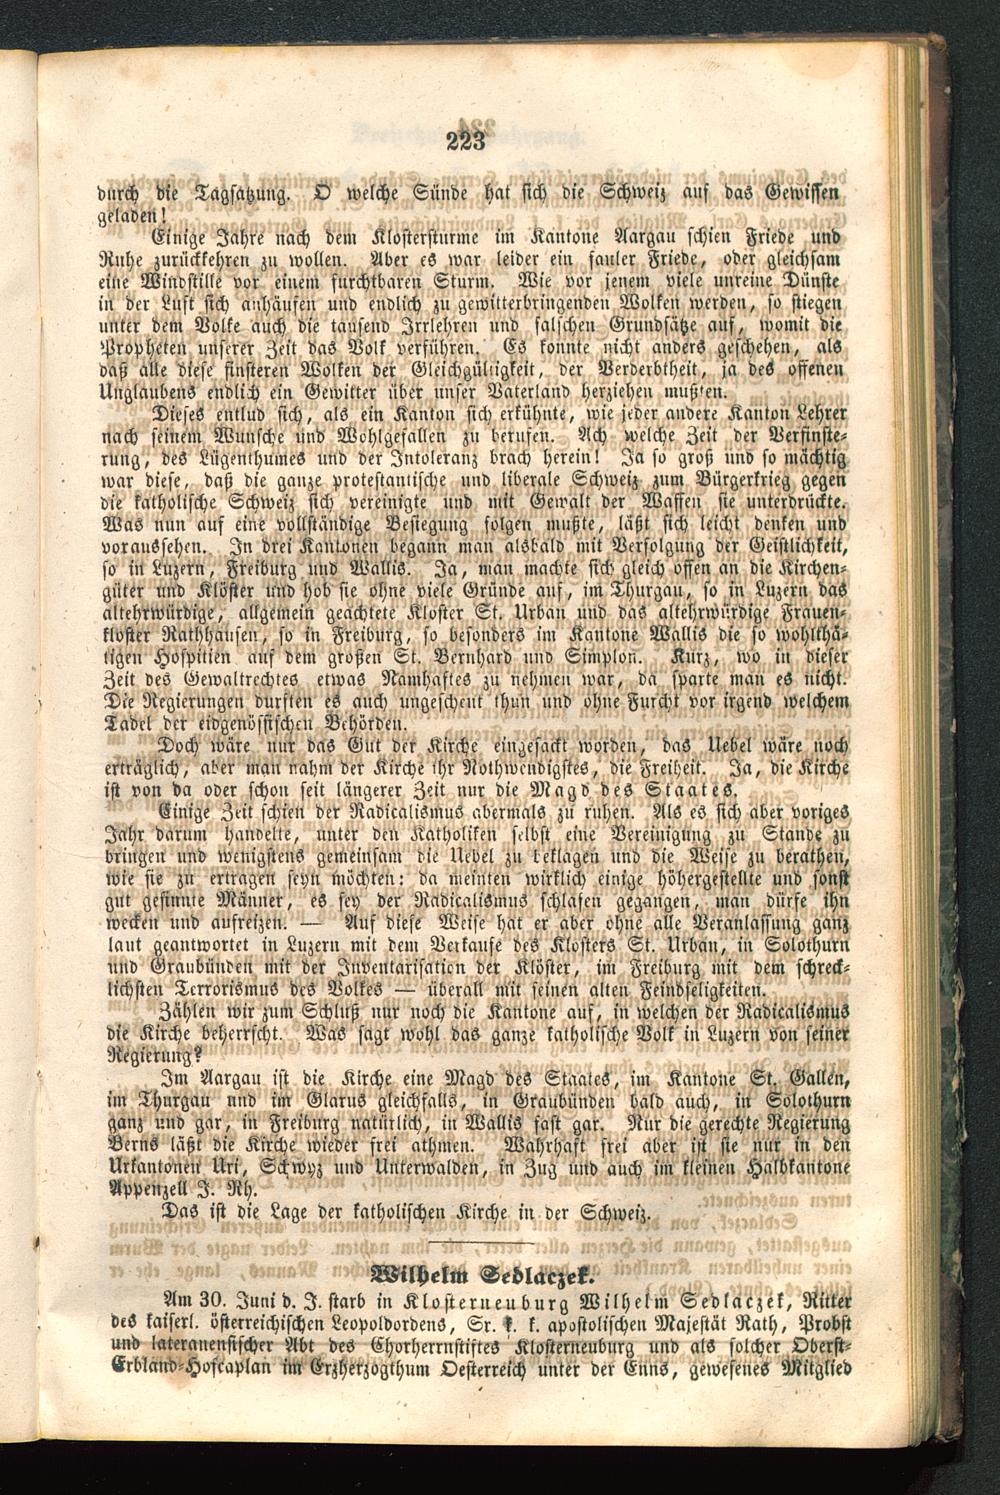 223
durch die Tagsatzung. O welche Sünde hat sich die Schweiz auf das Gewissen
geladen!
Einige Jahre nach dem Klostersturme im Kantone Aargau schien Friede und
Ruhe zurückkehren zu wollen. Aber es war leider ein fauler Friede, oder gleichsam
eine Windstille vor einem furchtbaren Sturm. Wie vor jenem viele unreine Dünste
in der Luft sich anhäufen und endlich zu gewitterbringenden Wolken werden, so stiegen
unter dem Volke auch die tausend Irrlehren und falschen Grundsätze auf, womit die
Propheten unserer Zeit das Volk verführen. Es konnte nicht anders geschehen, als
daß alle diese finsteren Wolken der Gleichgültigkeit, der Verderbtheit, ja des offenen
Unglaubens endlich ein Gewitter über unser Vaterland herziehen mußten.
Dieses entlud sich, als ein Kanton sich erkühnte, wie jeder andere Kanton Lehrer
nach seinem Wunsche und Wohlgefallen zu berufen. Ach welche Zeit der Verfinste-
rung, des Lügenthumes und der Intoleranz brach herein! Ja so groß und so mächtig
war diese, daß die ganze protestantische und liberale Schweiz zum Bürgerkrieg gegen
die katholische Schweiz sich vereinigte und mit Gewalt der Waffen sie unterdrückte.
Was nun auf eine vollständige Besiegung folgen mußte, läßt sich leicht denken und
voraussehen. In drei Kantonen begann man alsbald mit Verfolgung der Geistlichkeit,
so in Luzern, Freiburg und Wallis. Ja, man machte sich gleich offen an die Kirchen-
güter und Klöster und hob sie ohne viele Gründe auf, im Thurgau, so in Luzern das
altehrwürdige, allgemein geachtete Kloster St. Urban und das altehrwürdige Frauen-
kloster Rathhausen, so in Freiburg, so besonders im Kantone Wallis die so wohlthä-
tigen Hospitien auf dem großen St. Bernhard und Simplon. Kurz, wo in dieser
Zeit des Gewaltrechtes etwas Namhaftes zu nehmen war, da sparte man es nicht.
Die Regierungen durften es auch ungescheut thun und ohne Furcht vor irgend welchem
Tadel der eidgenössischen Behörden.
Doch wäre nur das Gut der Kirche eingesackt worden, das Uebel wäre noch
erträglich, aber man nahm der Kirche ihr Nothwendigstes, die Freiheit. Ja, die Kirche
ist von da oder schon seit längerer Zeit nur die Magd des Staates.
Einige Zeit schien der Radicalismus abermals zu ruhen. Als es sich aber voriges
Jahr darum handelte, unter den Katholiken selbst eine Vereinigung zu Stande zu
bringen und wenigstens gemeinsam die Uebel zu beklagen und die Weise zu berathen,
wie sie zu ertragen seyn möchten: da meinten wirklich einige höhergestellte und sonst
gut gesinnte Männer, es sey der Radicalismus schlafen gegangen, man dürfe ihn
wecken und aufreizen. — Auf diese Weise hat er aber ohne alle Veranlassung ganz
laut geantwortet in Luzern mit dem Verkaufe des Klosters St. Urban, in Solothurn
und Graubünden mit der Inventarisation der Klöster, im Freiburg mit dem schreck-
lichsten Terrorismus des Volkes — überall mit seinen alten Feindseligkeiten.
Zählen wir zum Schluß nur noch die Kantone auf, in welchen der Radicalismus
die Kirche beherrscht. Was sagt wohl das ganze katholische Volk in Luzern von seiner
Regierung?
Im Aargau ist die Kirche eine Magd des Staates, im Kantone St. Gallen,
im Thurgau und im Glarus gleichfalls, in Graubünden bald auch, in Solothurn
ganz und gar, in Freiburg natürlich, in Wallis fast gar. Nur die gerechte Regierung
Berns läßt die Kirche wieder frei athmen. Wahrhaft frei aber ist sie nur in den
Urkantonen Uri, Schwyz und Unterwalden, in Zug und auch im kleinen Halbkantone
Appenzell J. Rh.
Das ist die Lage der katholischen Kirche in der Schweiz.
Wilhelm Sedlaczek.
Am 30. Juni d. J. starb in Klosterneuburg Wilhelm Sedlaczek, Ritter
des kaiserl. österreichischen Leopoldordens, Sr. k. k. apostolischen Majestät Rath, Probst
und lateranensischer Abt des Chorherrnstiftes Klosterneuburg und als solcher Oberst-
Erbland-Hofcaplan im Erzherzogthum Oesterreich unter der Enns, gewesenes Mitglied